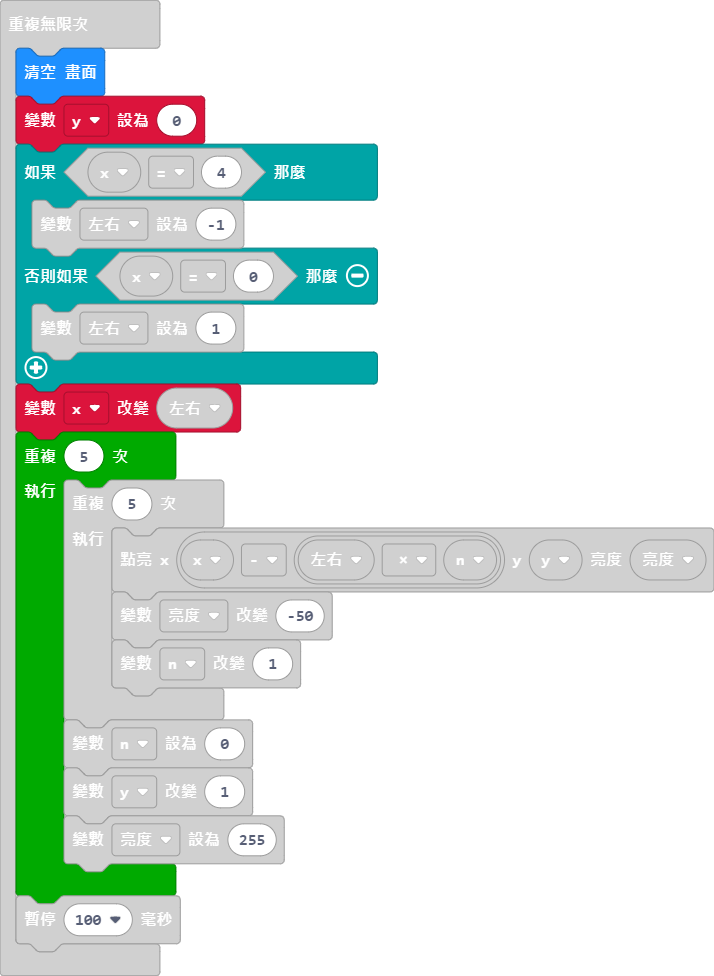 重複無限次
清空 畫面
變數 y 設為 0
如果 x = 4 那麼
變數 左右 設為 -1
否則如果 x = 0 那麼
變數 左右 設為 1
變數 x 改變 左右
重複 5 次
執行
重複 5 次
執行
點亮 x x - 左右 × n y y 亮度 亮度
變數 亮度 改變 -50
變數 n 改變 1
變數 n 設為 0
變數 y 改變 1
變數 亮度 設為 255
暫停 100 毫秒